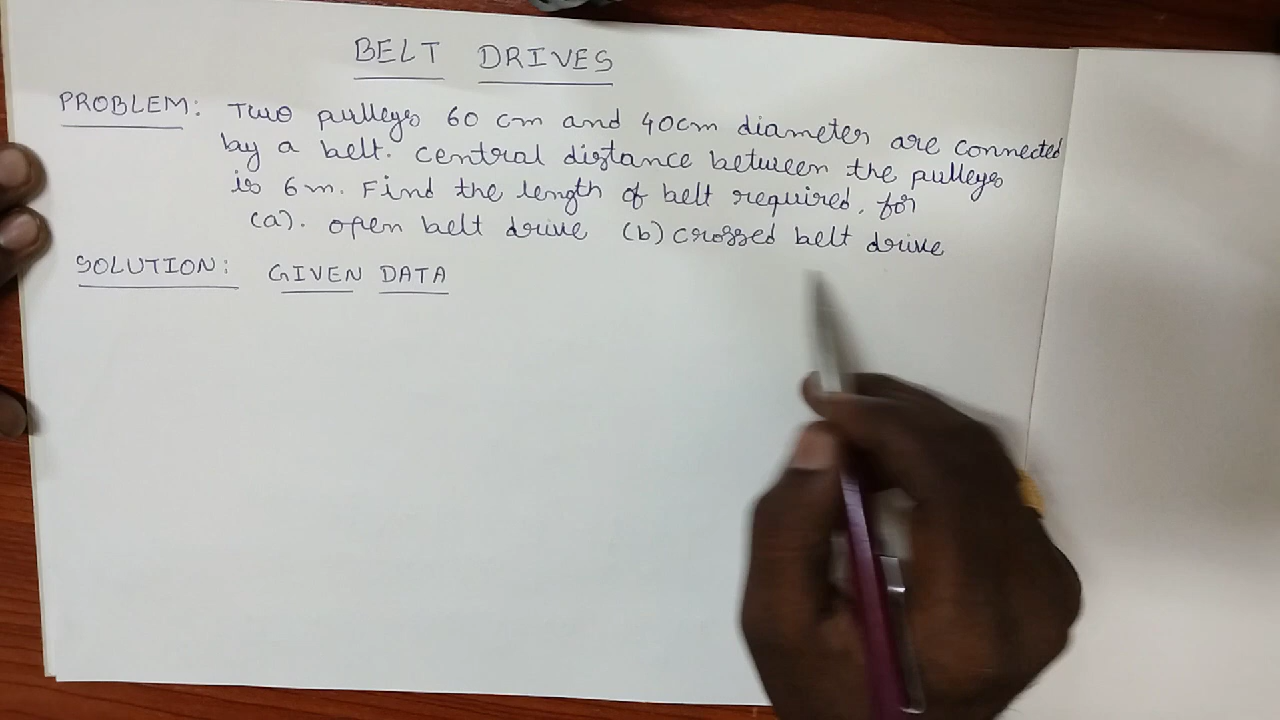 BELT DRIVES
PROBLEM: Two pulleys 60 cm and 40cm diameter are connected
by a belt. central distance between the pulleys
is 6m. Find the length of belt required, for
(a). open belt drive (b) crossed belt drive
SOLUTION: GIVEN DATA